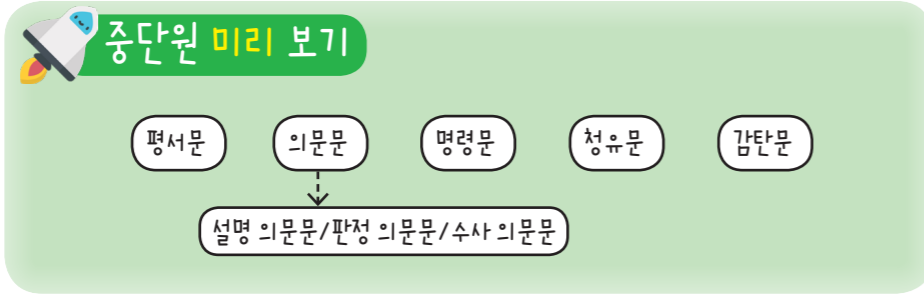 중단원 미리 보기
평서문 의문문 명령문 청유문 감탄문
설명 의문문/판정 의문문/수사 의문문